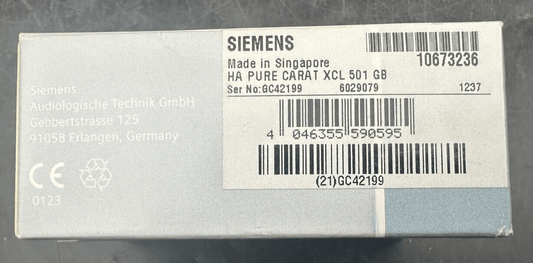 Siemens
Audiologische Technik GmbH
Gebbertstrasse 125
91058 Erlangen, Germany
CE
0123
SIEMENS
Made in Singapore 10673236
HA PURE CARAT XCL 501 GB
Ser No:GC42199 6029079 1237
4 046355 590595
(21)GC42199